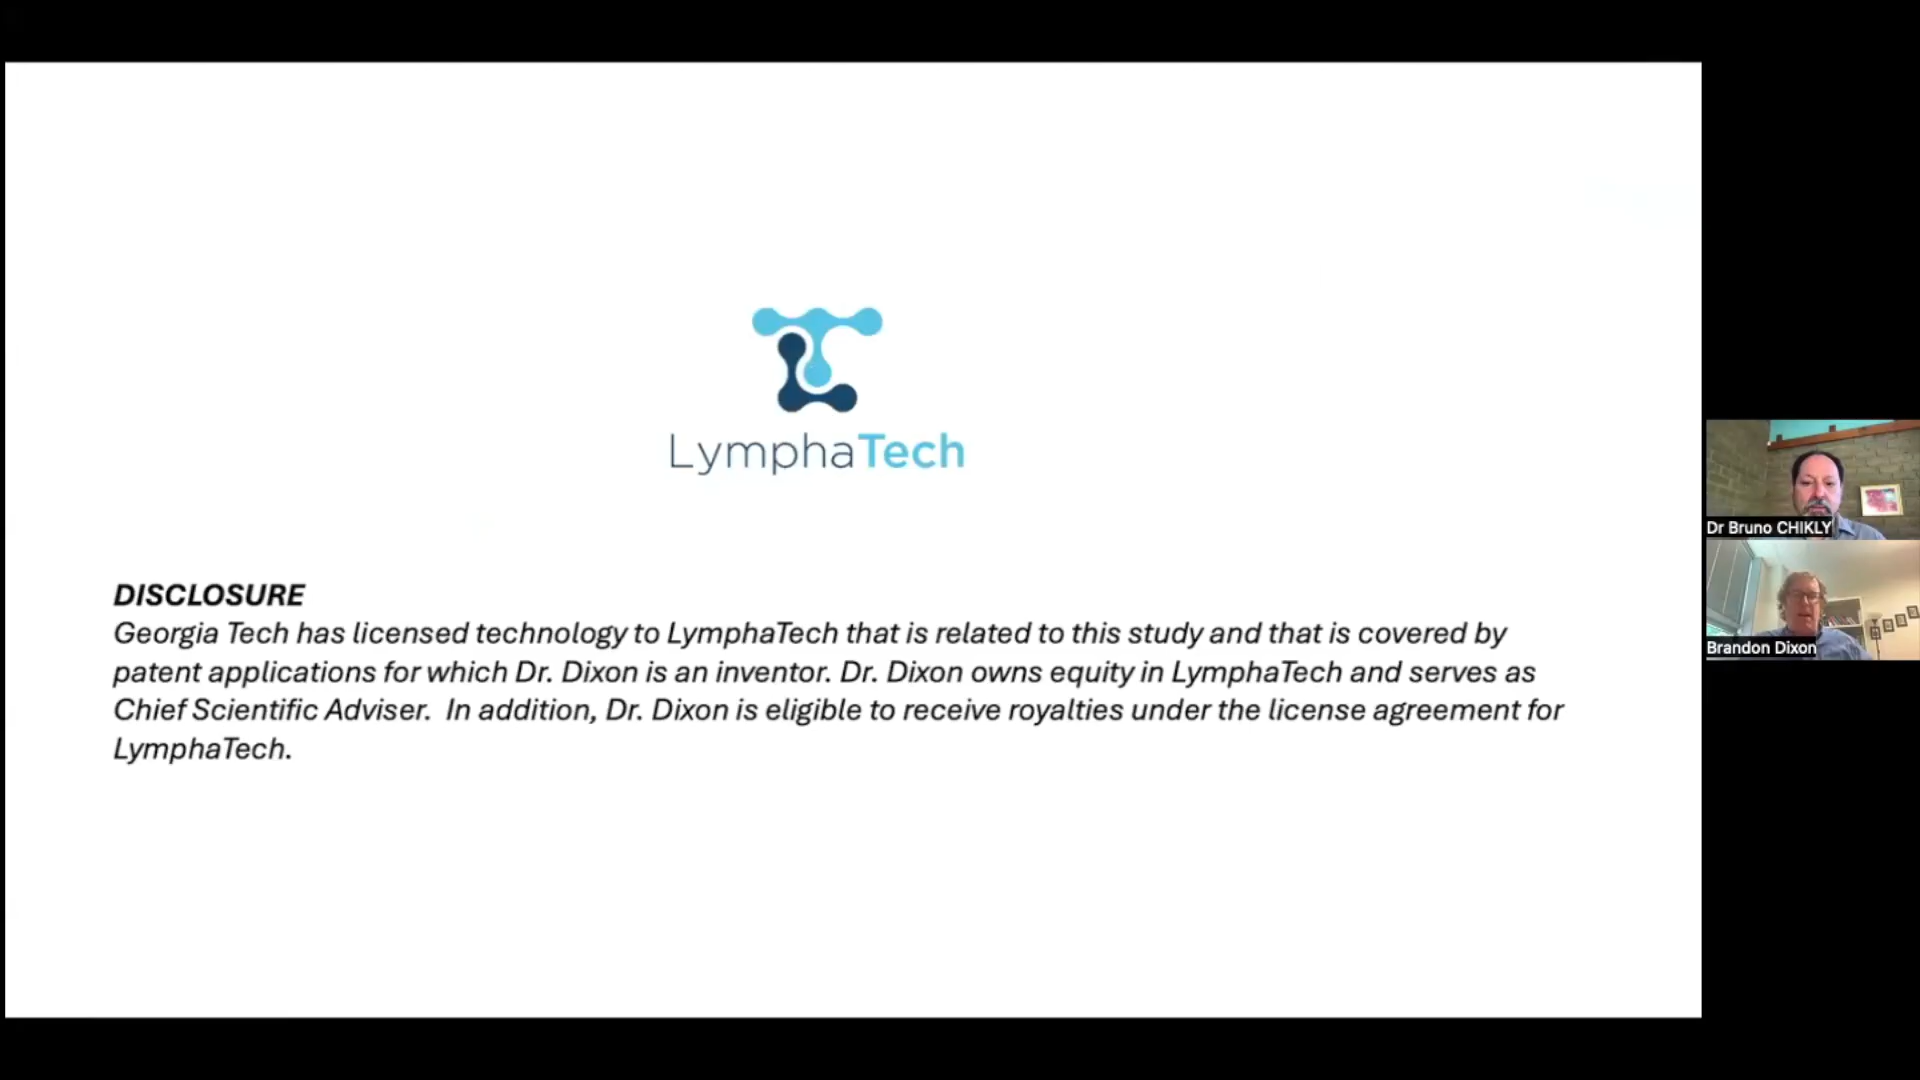 LymphaTech
DISCLOSURE
Georgia Tech has licensed technology to LymphaTech that is related to this study and that is covered by
patent applications for which Dr. Dixon is an inventor. Dr. Dixon owns equity in LymphaTech and serves as
Chief Scientific Adviser.  In addition, Dr. Dixon is eligible to receive royalties under the license agreement for
LymphaTech.
Dr Bruno CHIKLY
Brandon Dixon